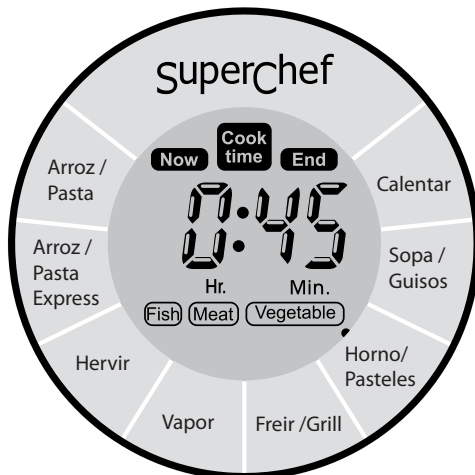 SuperChef
Now
Cook
time
End
0:45
Hr.
Min.
Fish
Meat
Vegetable
Arroz /
Pasta
Arroz /
Pasta
Express
Hervir
Vapor
Freir /Grill
Horno/
Pasteles
Sopa /
Guisos
Calentar